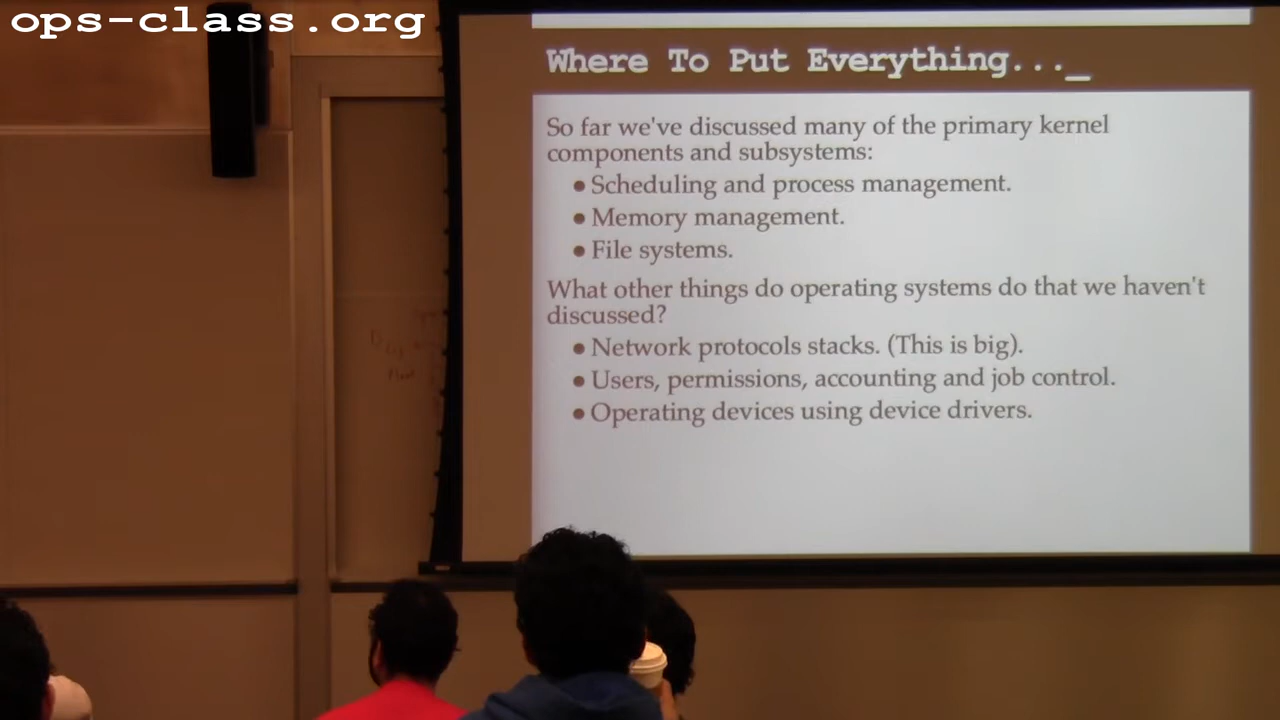 ops-class.org
Where To Put Everything..._
So far we've discussed many of the primary kernel
components and subsystems:
● Scheduling and process management.
● Memory management.
● File systems.
What other things do operating systems do that we haven't
discussed?
● Network protocols stacks. (This is big).
● Users, permissions, accounting and job control.
● Operating devices using device drivers.